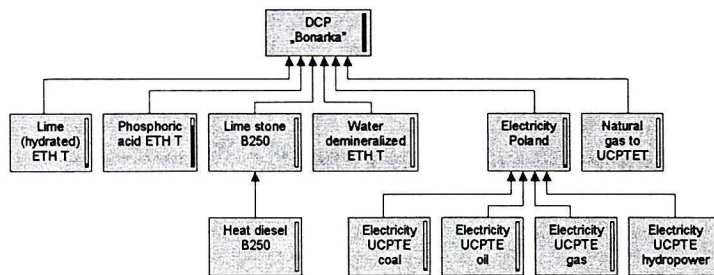 DCP
„Bonarka"
Lime
(hydrated)
ETH T
Phosphoric
acid ETH T
Lime stone
B250
Water
demineralized
ETH T
Electricity
Poland
Natural
gas to
UCPTET
Heat diesel
B250
Electricity
UCPTE
coal
Electricity
UCPTE
oil
Electricity
UCPTE
gas
Electricity
UCPTE
hydropower